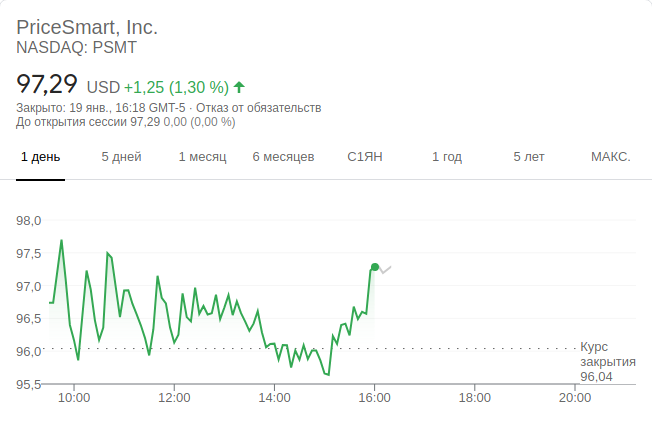 PriceSmart, Inc.
NASDAQ: PSMT
97,29 USD +1,25 (1,30 %)
Закрыто: 19 янв., 16:18 GMT-5 · Отказ от обязательств
До открытия сессии 97,29 0,00 (0,00 %)
1 день 5 дней 1 месяц 6 месяцев С1ЯН 1 год 5 лет МАКС.
98,0
97,5
97,0
96,5
96,0
95,5
Курс
закрытия
96,04
10:00 12:00 14:00 16:00 18:00 20:00